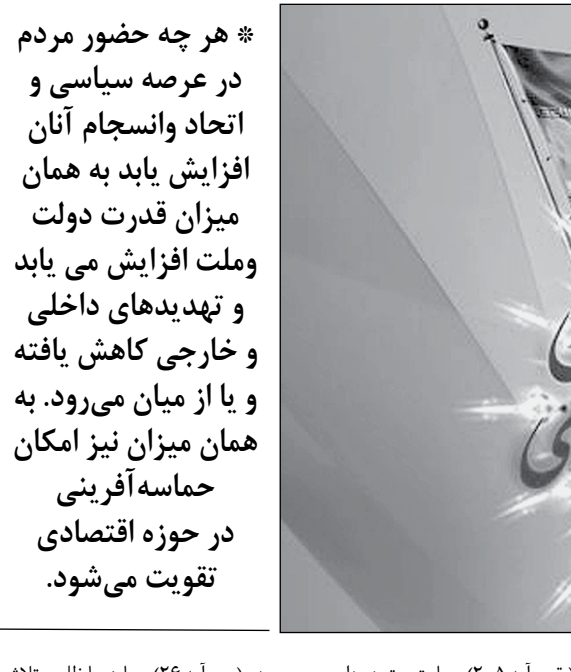 * هر چه حضور مردم
در عرصه سیاسی و
اتحاد وانسجام آنان
افزایش یابد به همان
میزان قدرت دولت
وملت افزایش می یابد
و تهدیدهای داخلی
و خارجی کاهش یافته
و یا از میان می‌رود. به
همان میزان نیز امکان
حماسه‌آفرینی
در حوزه اقتصادی
تقویت می‌شود.